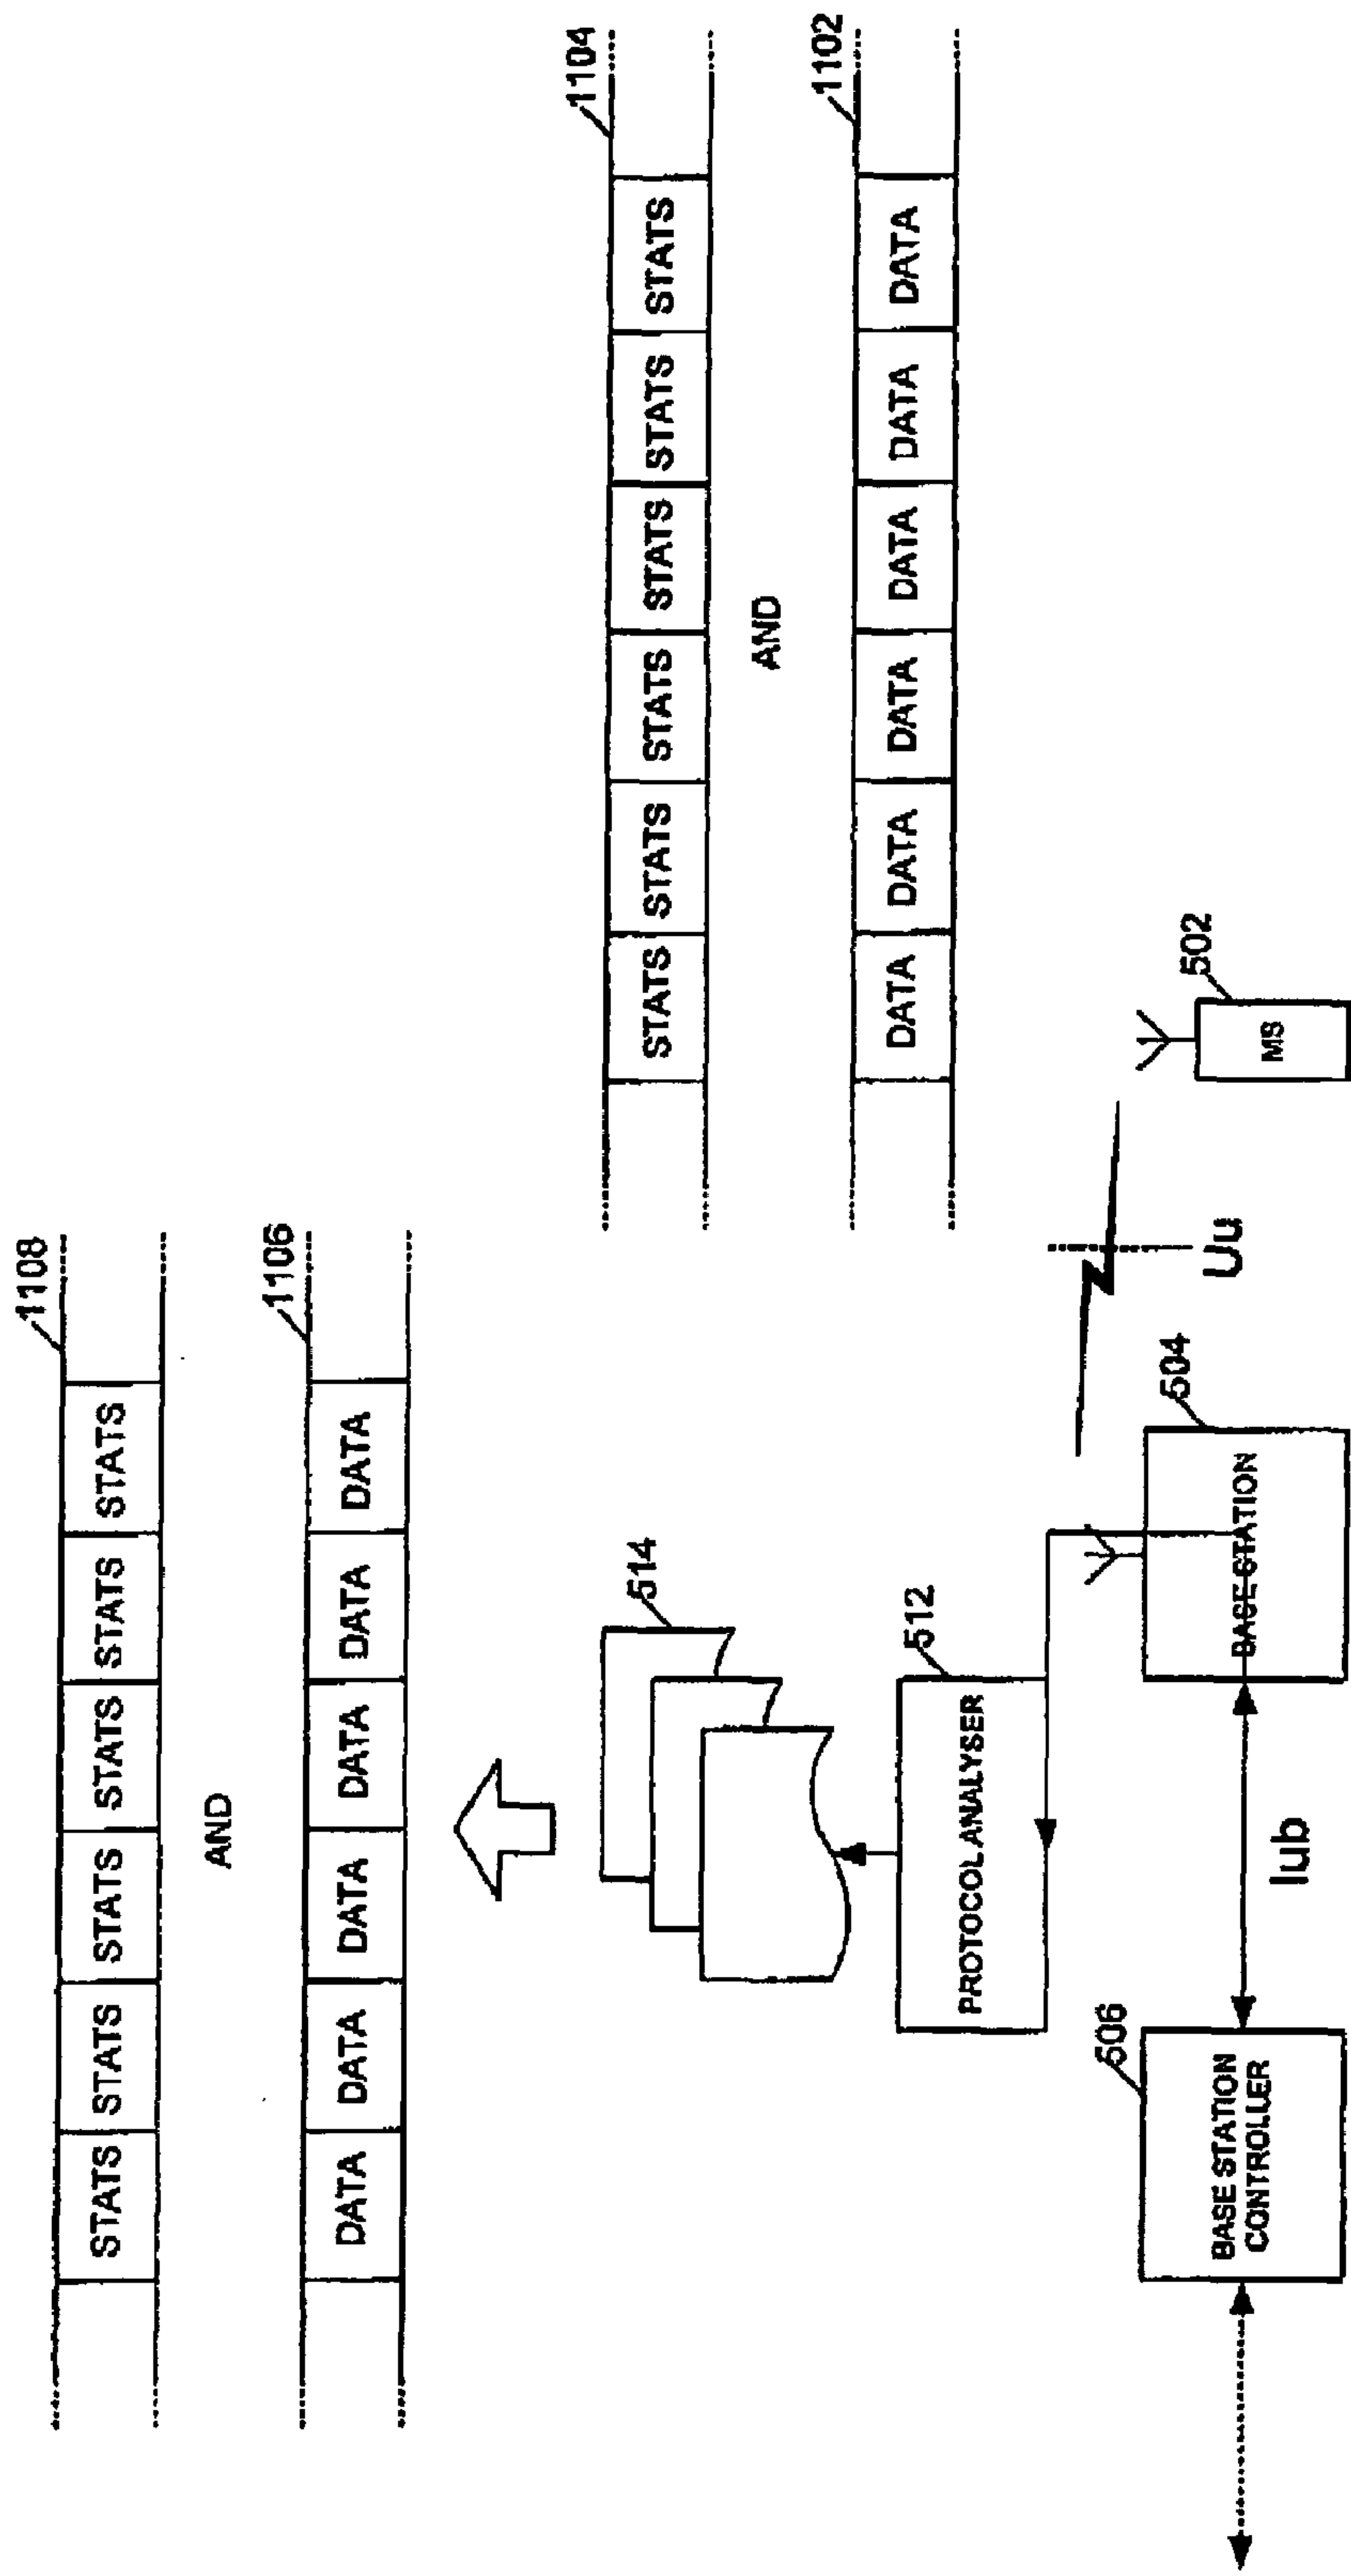 1108
STATS STATS STATS STATS STATS STATS
AND
1106
DATA DATA DATA DATA DATA DATA
1104
STATS STATS STATS STATS STATS STATS
AND
1102
DATA DATA DATA DATA DATA DATA
514
512
PROTOCOL ANALYSER
506
BASE STATION
CONTROLLER
Iub
504
BASE STATION
Uu
502
MS